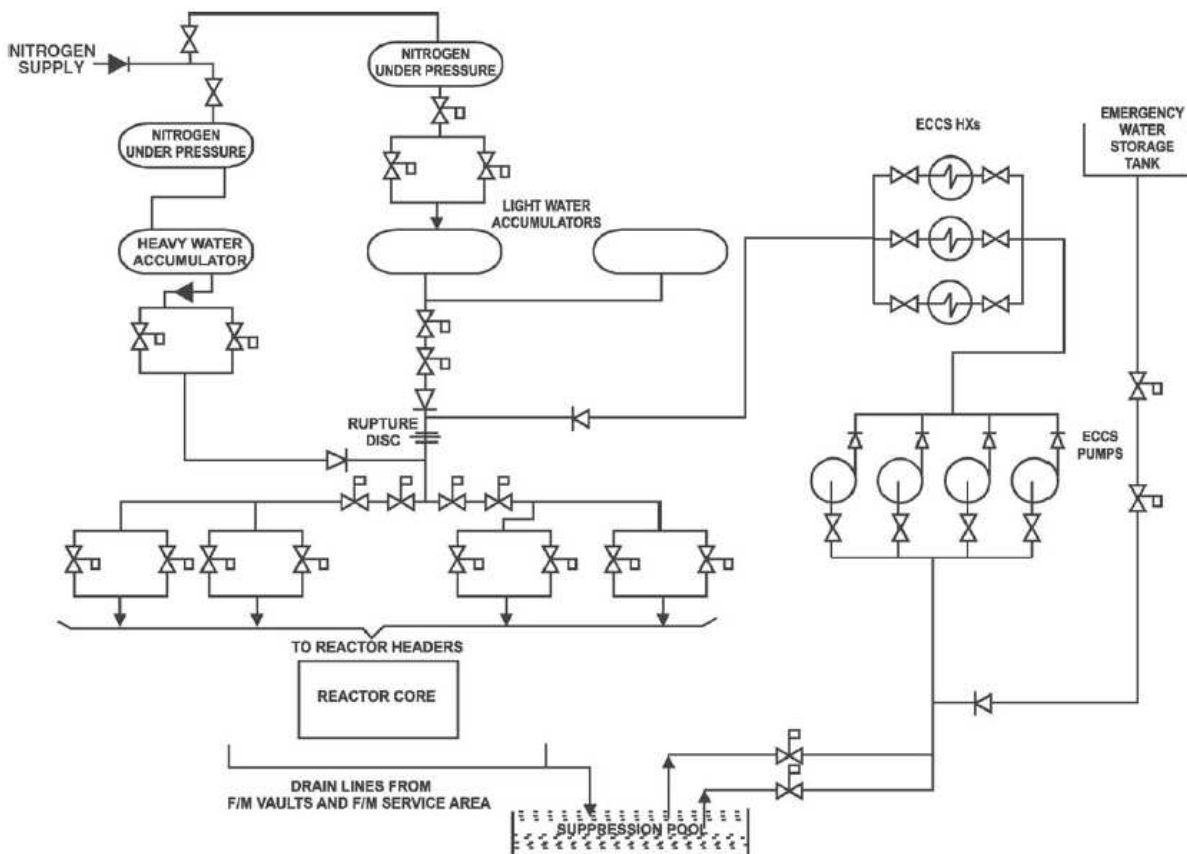 NITROGEN
SUPPLY
NITROGEN
UNDER PRESSURE
NITROGEN
UNDER PRESSURE
ECCS HXs
EMERGENCY
WATER
STORAGE
TANK
LIGHT WATER
ACCUMULATORS
HEAVY WATER
ACCUMULATOR
RUPTURE
DISC
ECCS
PUMPS
TO REACTOR HEADERS
REACTOR CORE
DRAIN LINES FROM
F/M VAULTS AND F/M SERVICE AREA
SUPPRESSION POOL